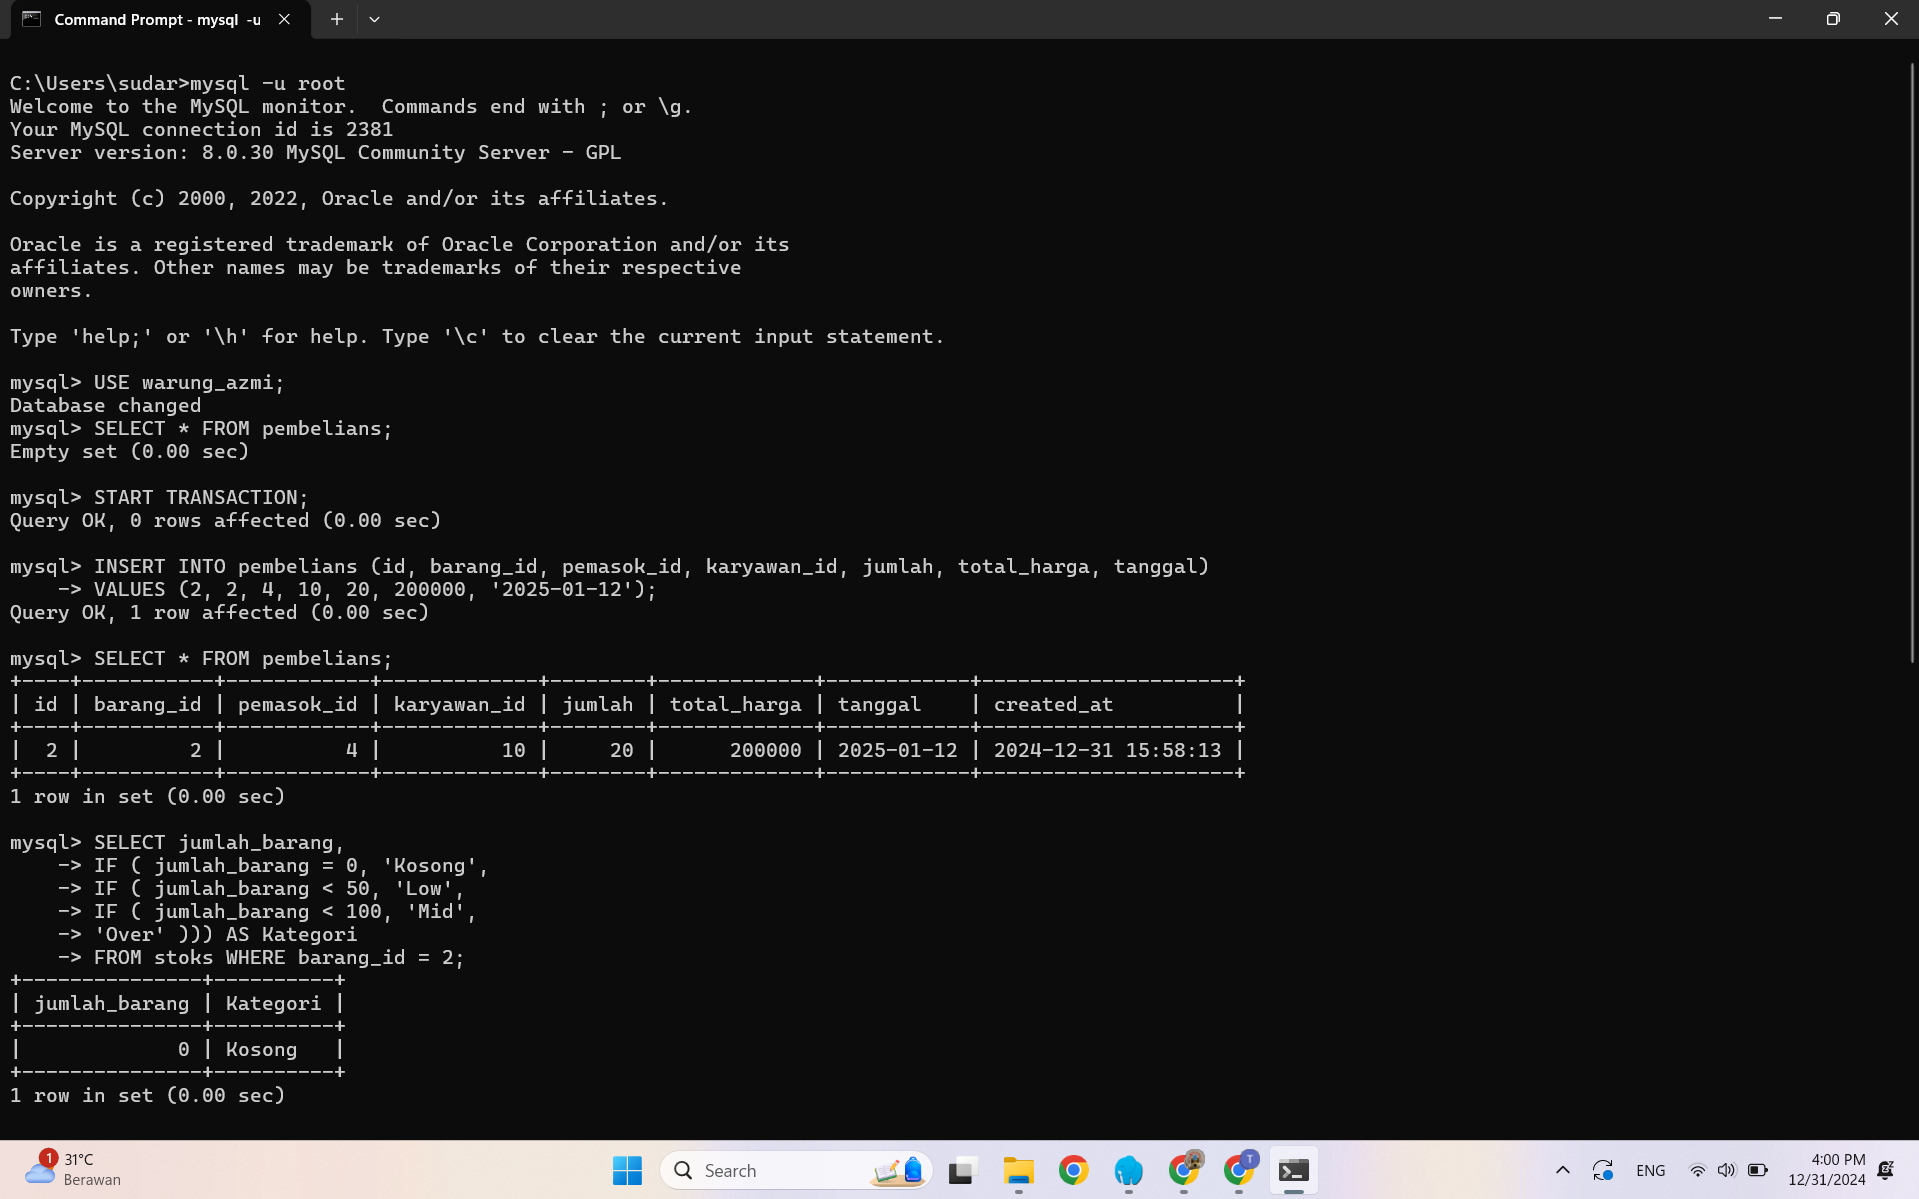 Command Prompt - mysql -u
C:\Users\sudar>mysql -u root
Welcome to the MySQL monitor.  Commands end with ; or \g.
Your MySQL connection id is 2381
Server version: 8.0.30 MySQL Community Server - GPL
Copyright (c) 2000, 2022, Oracle and/or its affiliates.
Oracle is a registered trademark of Oracle Corporation and/or its
affiliates. Other names may be trademarks of their respective
owners.
Type 'help;' or '\h' for help. Type '\c' to clear the current input statement.
mysql> USE warung_azmi;
Database changed
mysql> SELECT * FROM pembelians;
Empty set (0.00 sec)
mysql> START TRANSACTION;
Query OK, 0 rows affected (0.00 sec)
mysql> INSERT INTO pembelians (id, barang_id, pemasok_id, karyawan_id, jumlah, total_harga, tanggal)
    -> VALUES (2, 2, 4, 10, 20, 200000, '2025-01-12');
Query OK, 1 row affected (0.00 sec)
mysql> SELECT * FROM pembelians;
+----+-----------+------------+-------------+--------+-------------+------------+---------------------+
| id | barang_id | pemasok_id | karyawan_id | jumlah | total_harga | tanggal    | created_at          |
+----+-----------+------------+-------------+--------+-------------+------------+---------------------+
|  2 |         2 |          4 |          10 |     20 |      200000 | 2025-01-12 | 2024-12-31 15:58:13 |
+----+-----------+------------+-------------+--------+-------------+------------+---------------------+
1 row in set (0.00 sec)
mysql> SELECT jumlah_barang,
    -> IF ( jumlah_barang = 0, 'Kosong',
    -> IF ( jumlah_barang < 50, 'Low',
    -> IF ( jumlah_barang < 100, 'Mid',
    -> 'Over' ))) AS Kategori
    -> FROM stoks WHERE barang_id = 2;
+---------------+----------+
| jumlah_barang | Kategori |
+---------------+----------+
|             0 | Kosong   |
+---------------+----------+
1 row in set (0.00 sec)
1
31°C
Berawan
Search
T
ENG
4:00 PM
12/31/2024